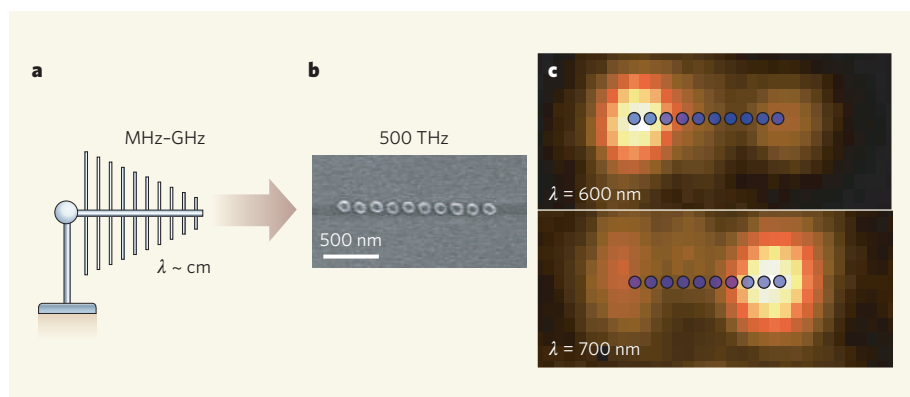 a
MHz–GHz
λ ~ cm
b
500 THz
500 nm
c
λ = 600 nm
λ = 700 nm